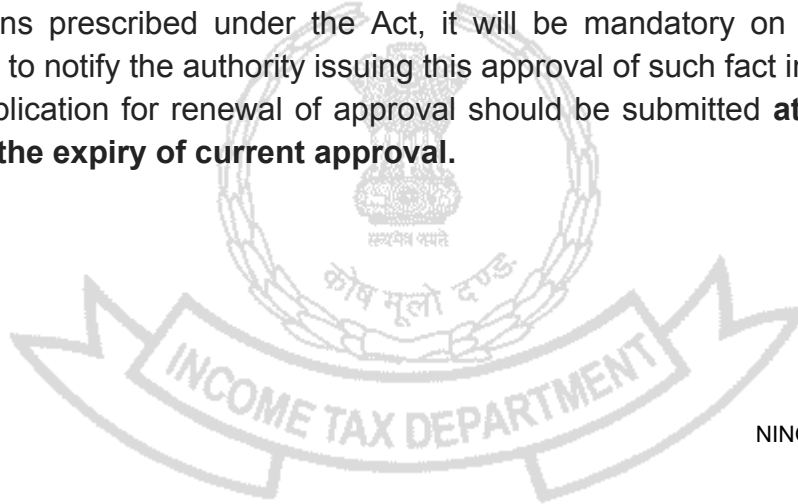 ns prescribed under the Act, it will be mandatory on
to notify the authority issuing this approval of such fact in
plication for renewal of approval should be submitted at
the expiry of current approval.
सत्यमेव जयते
कोष मूलो दण्डः
INCOME TAX DEPARTMENT
NING